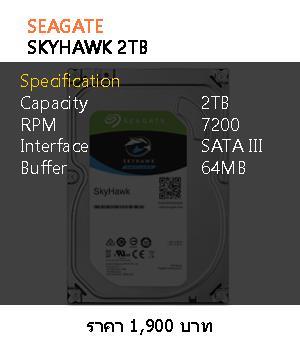 SEAGATE
SKYHAWK 2TB
Specification
Capacity 2TB
RPM 7200
Interface SATA III
Buffer 64MB
SEAGATE
SKYHAWK
SkyHawk
ราคา 1,900 บาท